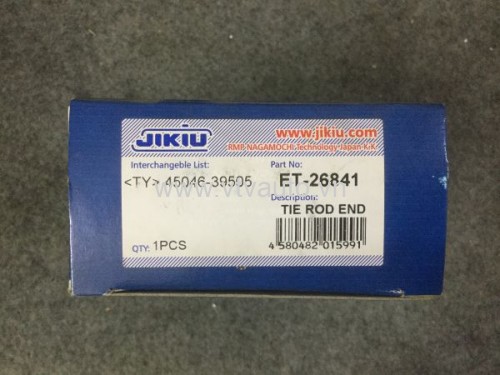 JIKIU
www.jikiu.com
RMP-NAGAMOCHI-Technology-Japan K.K.
Interchangeble List:
Part No:
<TY> 45046-39505
ET-26841
Description:
TIE ROD END
QTY: 1PCS
4 580482 015991